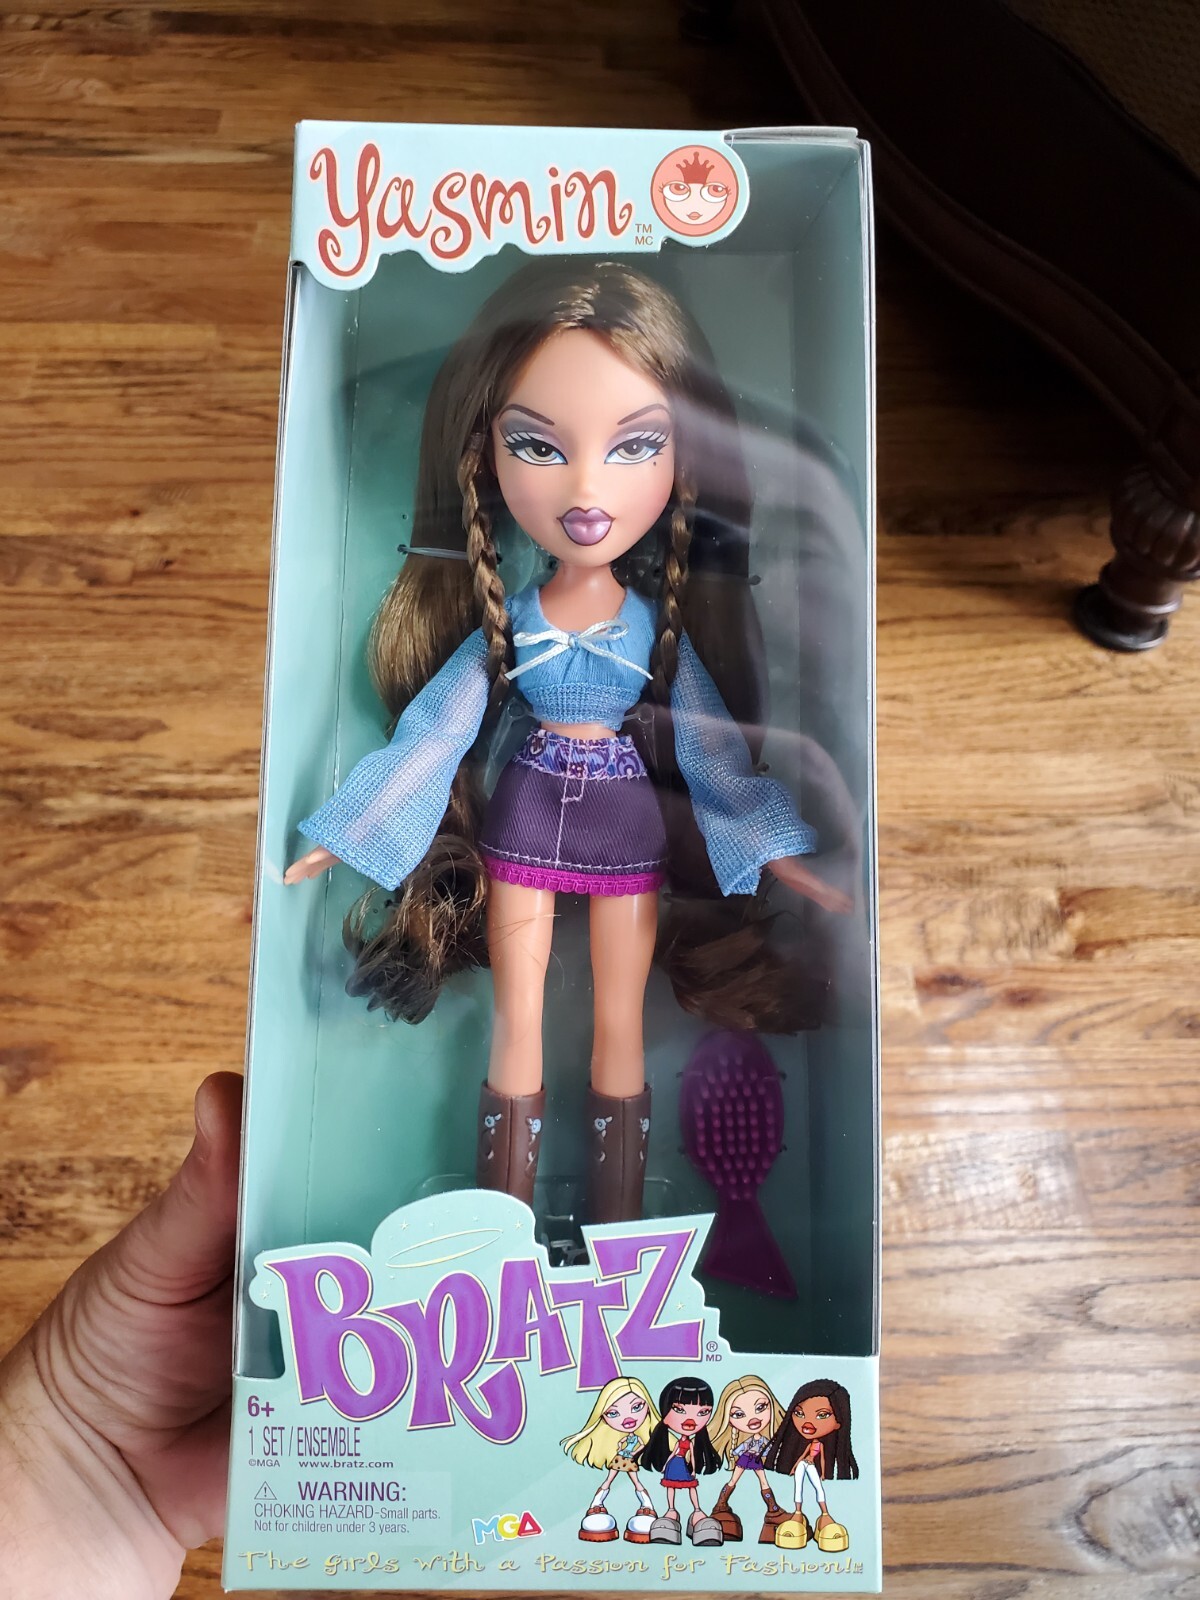 Yasmin
TM
MC
BRATZ
®
MD
6+
1 SET/ENSEMBLE
©MGA www.bratz.com
WARNING:
CHOKING HAZARD-Small parts.
Not for children under 3 years.
MGA
The Girls with a Passion for Fashion!